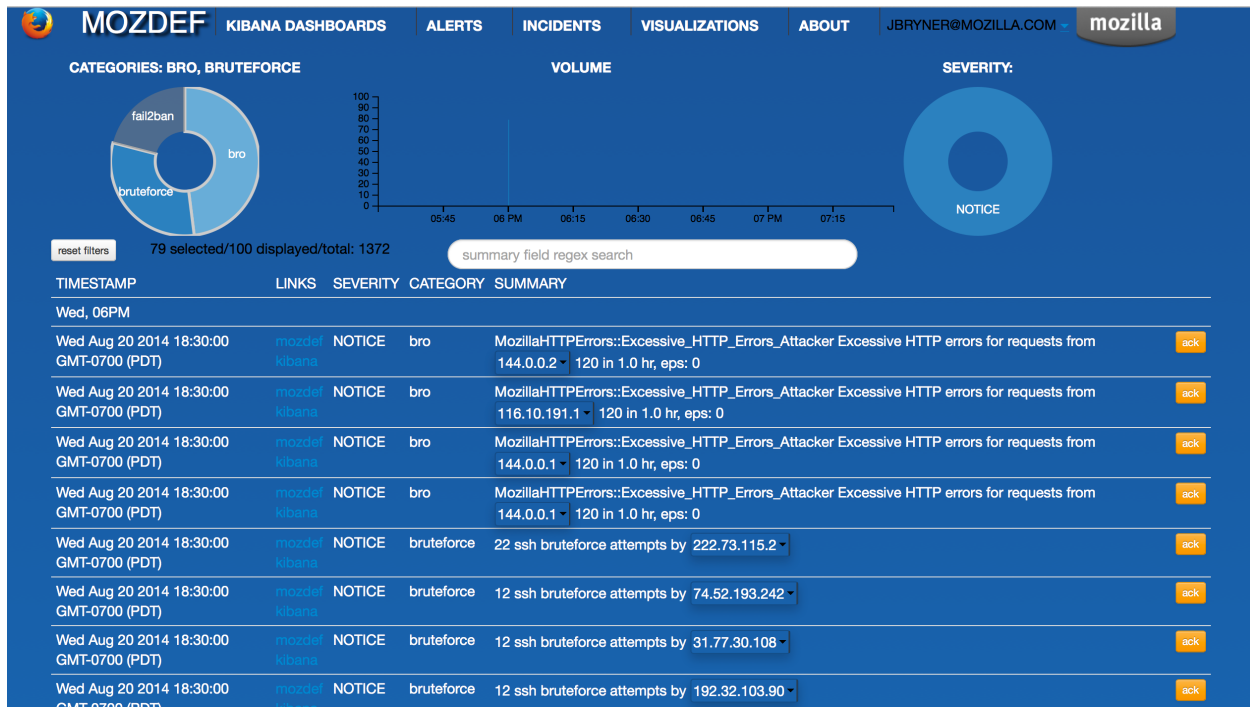 MOZDEF KIBANA DASHBOARDS ALERTS INCIDENTS VISUALIZATIONS ABOUT JBRYNER@MOZILLA.COM mozilla
CATEGORIES: BRO, BRUTEFORCE VOLUME SEVERITY:
fail2ban
bro
bruteforce
100
90
80
70
60
50
40
30
20
10
0
05:45 06 PM 06:15 06:30 06:45 07 PM 07:15
NOTICE
reset filters 79 selected/100 displayed/total: 1372 summary field regex search
TIMESTAMP LINKS SEVERITY CATEGORY SUMMARY
Wed, 06PM
Wed Aug 20 2014 18:30:00 mozdef NOTICE bro MozillaHTTPErrors::Excessive_HTTP_Errors_Attacker Excessive HTTP errors for requests from ack
GMT-0700 (PDT) kibana 144.0.0.2 120 in 1.0 hr, eps: 0
Wed Aug 20 2014 18:30:00 mozdef NOTICE bro MozillaHTTPErrors::Excessive_HTTP_Errors_Attacker Excessive HTTP errors for requests from ack
GMT-0700 (PDT) kibana 116.10.191.1 120 in 1.0 hr, eps: 0
Wed Aug 20 2014 18:30:00 mozdef NOTICE bro MozillaHTTPErrors::Excessive_HTTP_Errors_Attacker Excessive HTTP errors for requests from ack
GMT-0700 (PDT) kibana 144.0.0.1 120 in 1.0 hr, eps: 0
Wed Aug 20 2014 18:30:00 mozdef NOTICE bro MozillaHTTPErrors::Excessive_HTTP_Errors_Attacker Excessive HTTP errors for requests from ack
GMT-0700 (PDT) kibana 144.0.0.1 120 in 1.0 hr, eps: 0
Wed Aug 20 2014 18:30:00 mozdef NOTICE bruteforce 22 ssh bruteforce attempts by 222.73.115.2 ack
GMT-0700 (PDT) kibana
Wed Aug 20 2014 18:30:00 mozdef NOTICE bruteforce 12 ssh bruteforce attempts by 74.52.193.242 ack
GMT-0700 (PDT) kibana
Wed Aug 20 2014 18:30:00 mozdef NOTICE bruteforce 12 ssh bruteforce attempts by 31.77.30.108 ack
GMT-0700 (PDT) kibana
Wed Aug 20 2014 18:30:00 mozdef NOTICE bruteforce 12 ssh bruteforce attempts by 192.32.103.90 ack
GMT-0700 (PDT) kibana